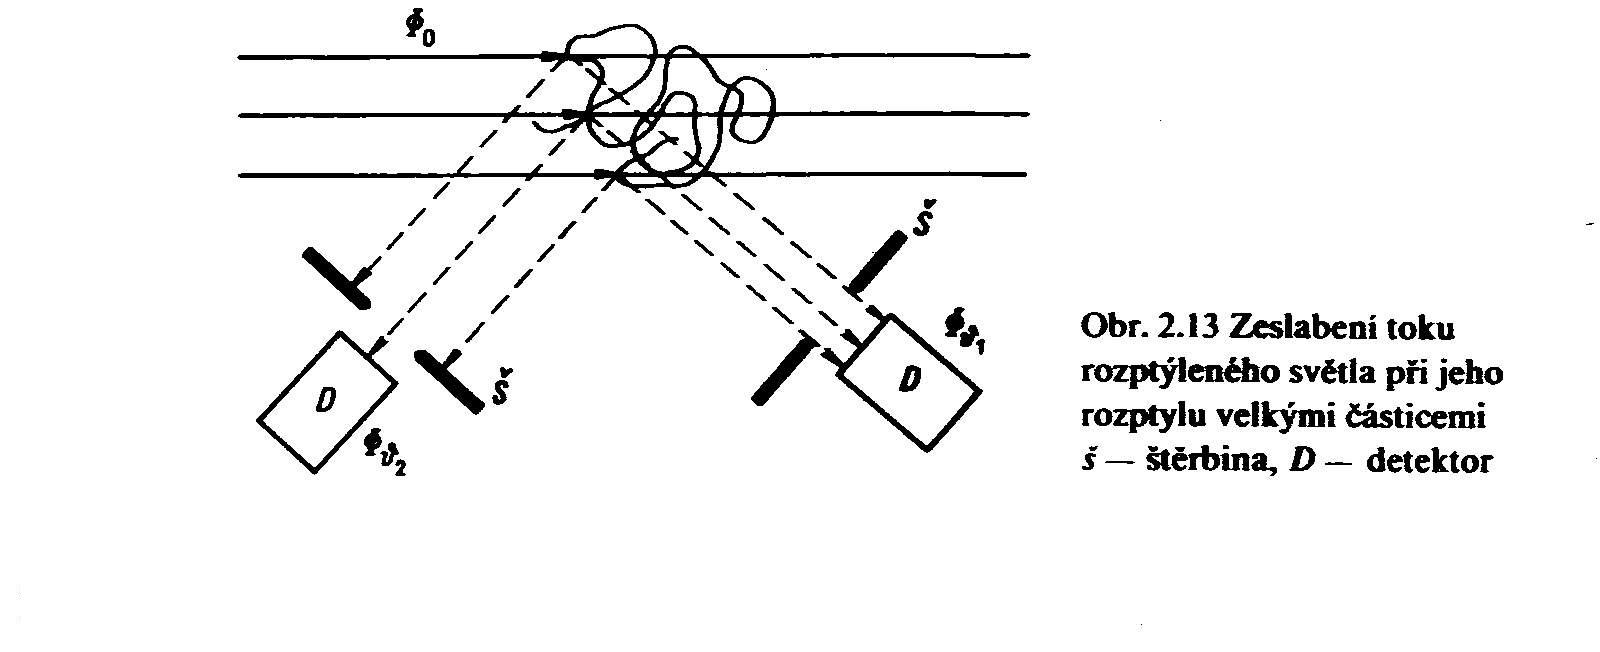 Φ₀
Š
Φϑ₁
D
D
Š
Φϑ₂
Obr. 2.13 Zeslabení toku
rozptýleného světla při jeho
rozptylu velkými částicemi
š — štěrbina, D — detektor